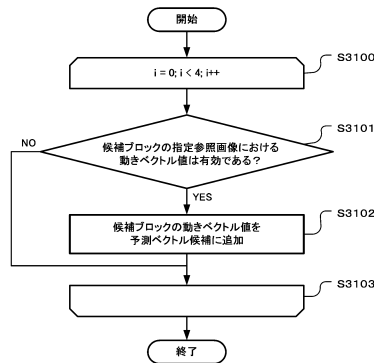 開始
i = 0; i < 4; i++
S3100
候補ブロックの指定参照画像における
動きベクトル値は有効である?
S3101
NO
YES
候補ブロックの動きベクトル値を
予測ベクトル候補に追加
S3102
S3103
終了